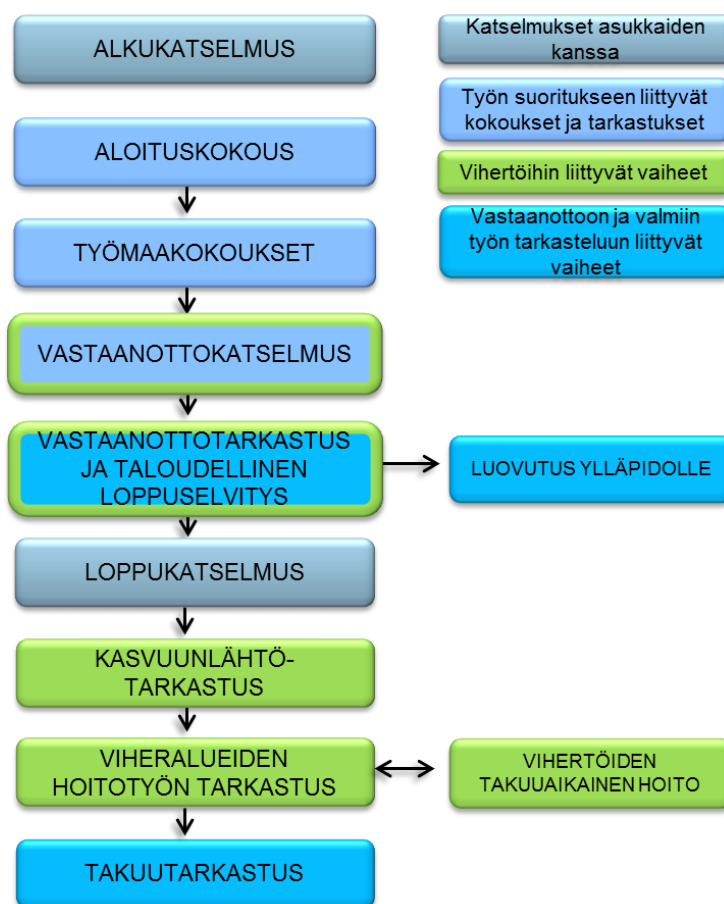 ALKUKATSELMUS
Katselmukset asukkaiden
kanssa
Työn suoritukseen liittyvät
kokoukset ja tarkastukset
Vihertöihin liittyvät vaiheet
Vastaanottoon ja valmiin
työn tarkasteluun liittyvät
vaiheet
ALOITUSKOKOUS
TYÖMAAKOKOUKSET
VASTAANOTTOKATSELMUS
VASTAANOTTOTARKASTUS
JA TALOUDELLINEN
LOPPUSELVITYS
LUOVUTUS YLLÄPIDOLLE
LOPPUKATSELMUS
KASVUUNLÄHTÖ-
TARKASTUS
VIHERALUEIDEN
HOITOTYÖN TARKASTUS
VIHERTÖIDEN
TAKUUAIKAINEN HOITO
TAKUUTARKASTUS